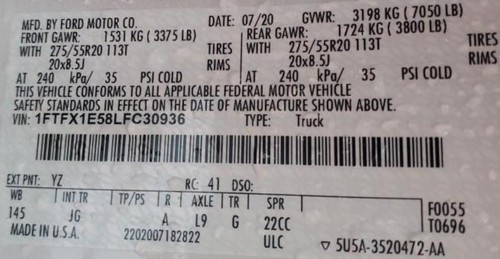 MFD. BY FORD MOTOR CO. DATE: 07/20 GVWR: 3198 KG ( 7050 LB)
FRONT GAWR: 1531 KG ( 3375 LB) REAR GAWR: 1724 KG ( 3800 LB)
WITH 275/55R20 113T TIRES WITH 275/55R20 113T TIRES
20x8.5J RIMS 20x8.5J RIMS
AT 240 kPa/ 35 PSI COLD AT 240 kPa/ 35 PSI COLD
THIS VEHICLE CONFORMS TO ALL APPLICABLE FEDERAL MOTOR VEHICLE
SAFETY STANDARDS IN EFFECT ON THE DATE OF MANUFACTURE SHOWN ABOVE.
VIN: 1FTFX1E58LFC30936 TYPE: Truck
EXT PNT: YZ RC: 41 DSO:
WB INT TR TP/PS R AXLE TR SPR
145 JG A L9 G 22CC F0055
MADE IN U.S.A. 2202007182822 ULC T0696
▽ 5U5A-3520472-AA